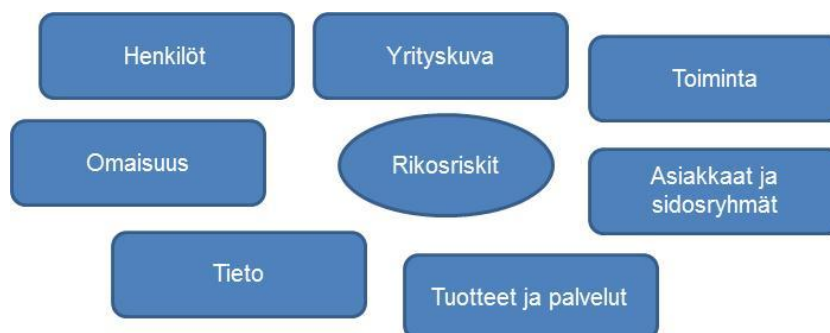 Henkilöt
Yrityskuva
Toiminta
Omaisuus
Rikosriskit
Asiakkaat ja
sidosryhmät
Tieto
Tuotteet ja palvelut